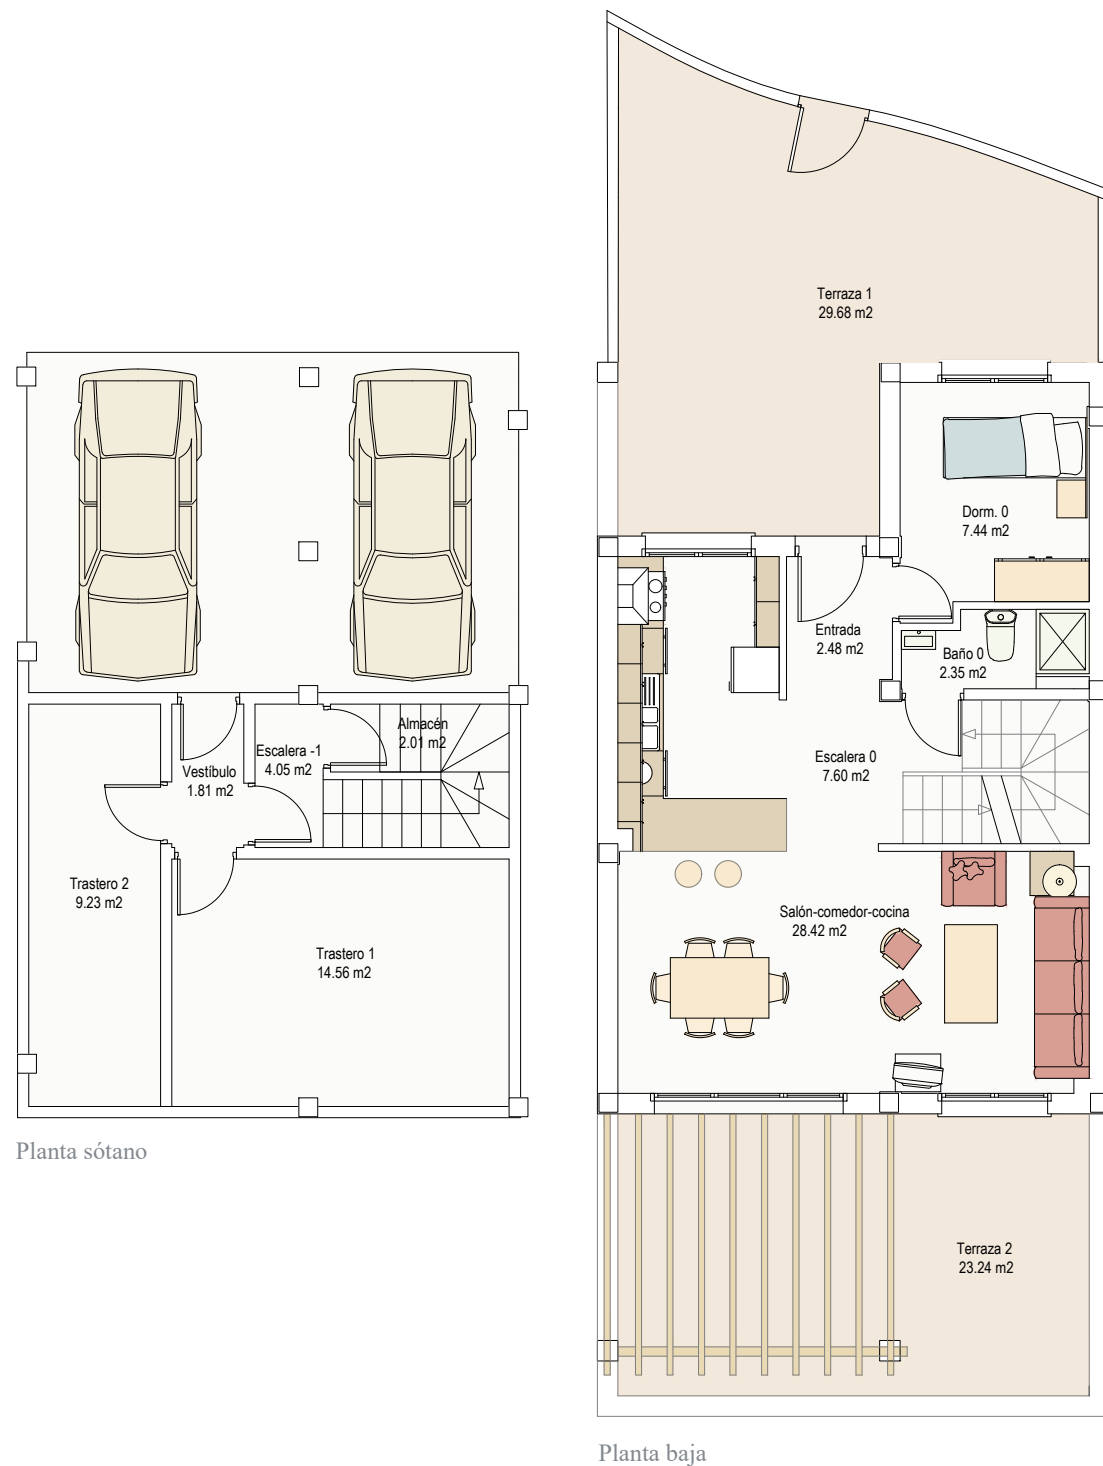 Almacén
2.01 m2
Escalera -1
4.05 m2
Vestíbulo
1.81 m2
Trastero 2
9.23 m2
Trastero 1
14.56 m2
Planta sótano
Terraza 1
29.68 m2
Dorm. 0
7.44 m2
Entrada
2.48 m2
Baño 0
2.35 m2
Escalera 0
7.60 m2
Salón-comedor-cocina
28.42 m2
Terraza 2
23.24 m2
Planta baja